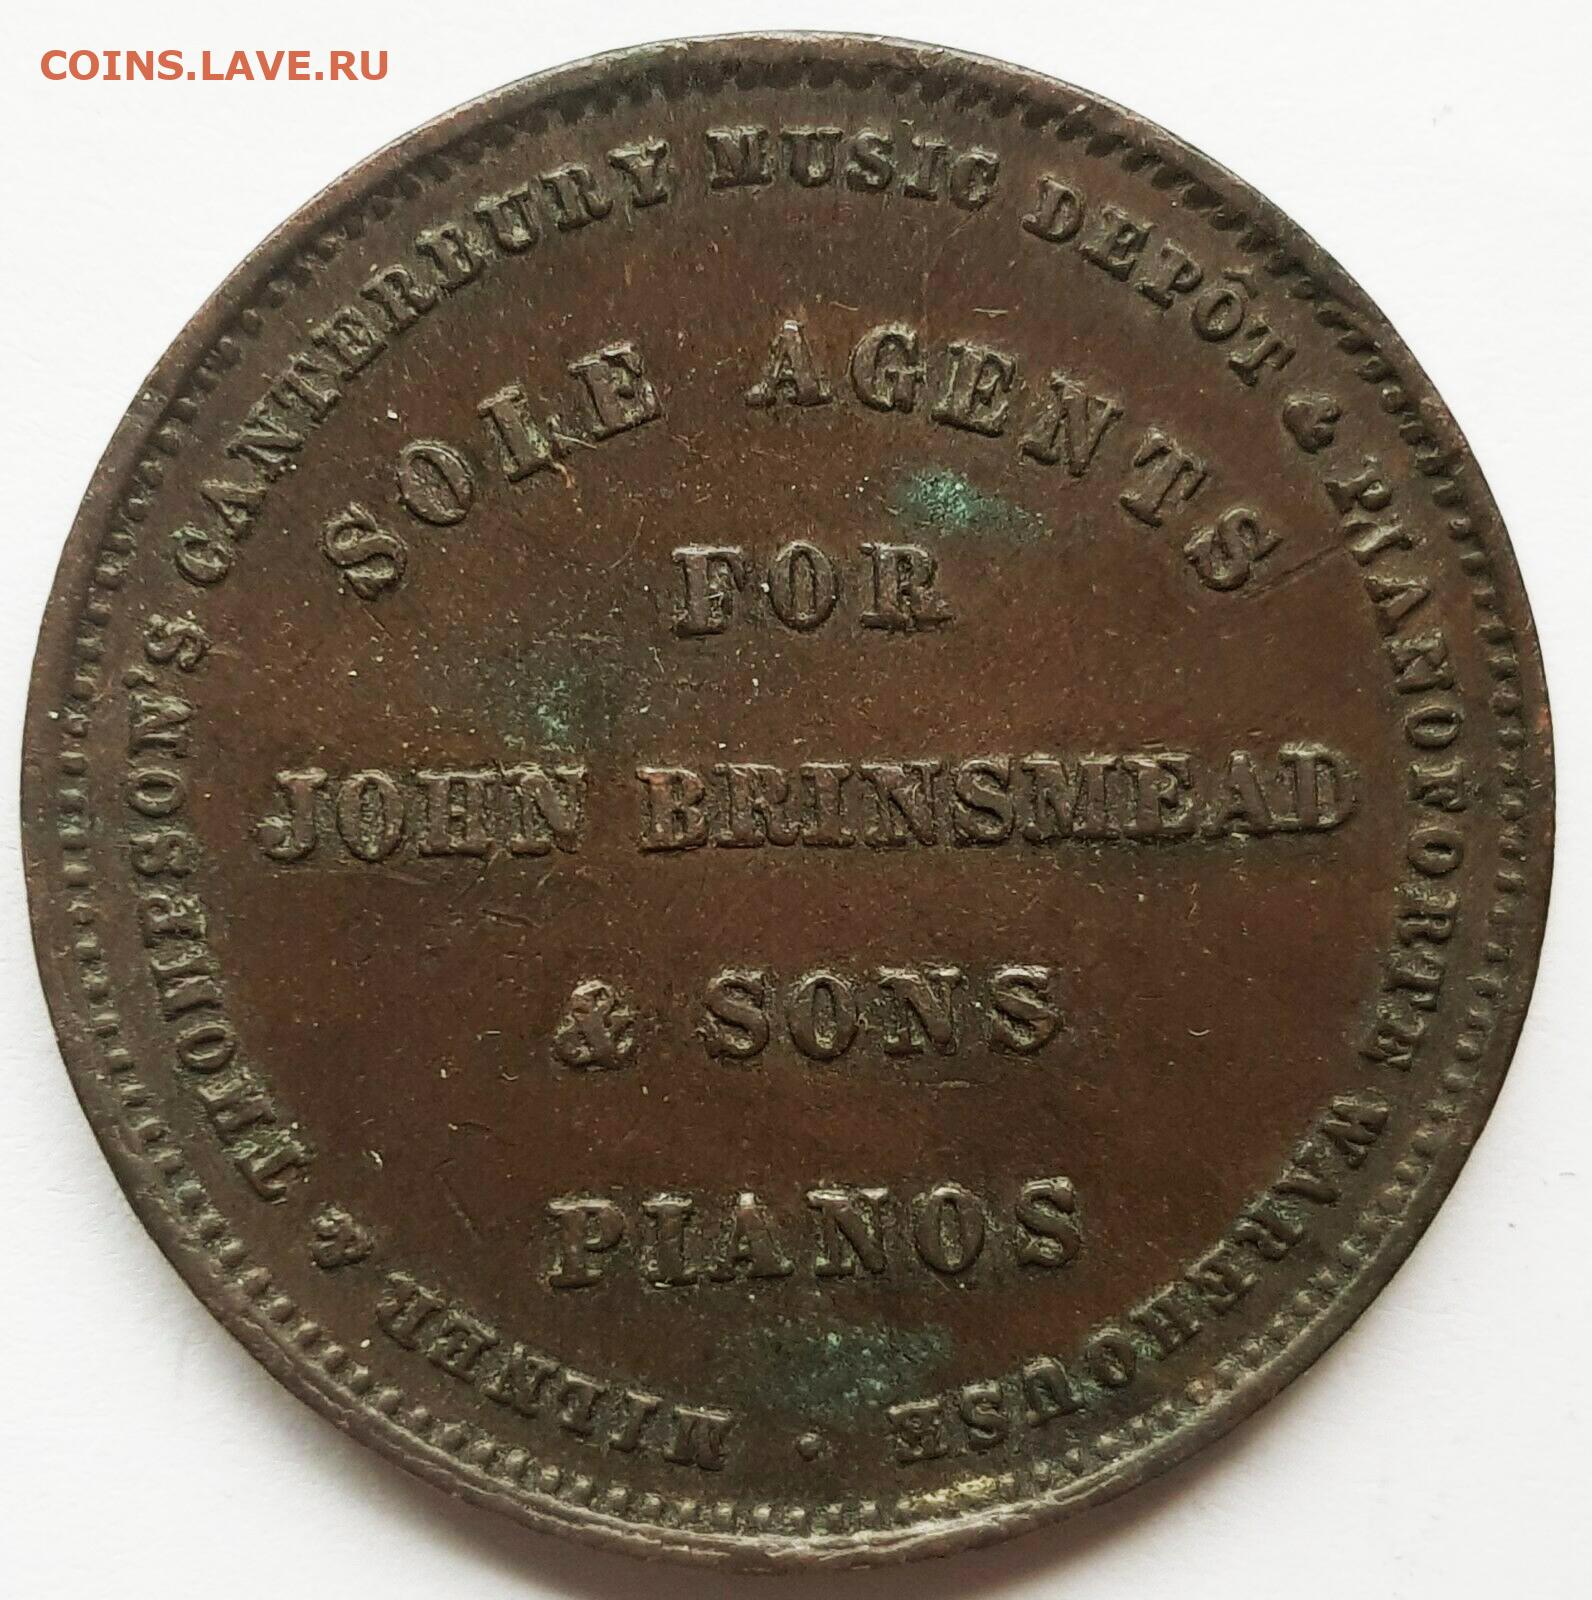 COINS.LAVE.RU
MILNER & THOMPSON'S CANTERBURY MUSIC DEPÔT & PIANOFORTE WAREHOUSE ·
SOLE AGENTS
FOR
JOHN BRINSMEAD
& SONS
PIANOS